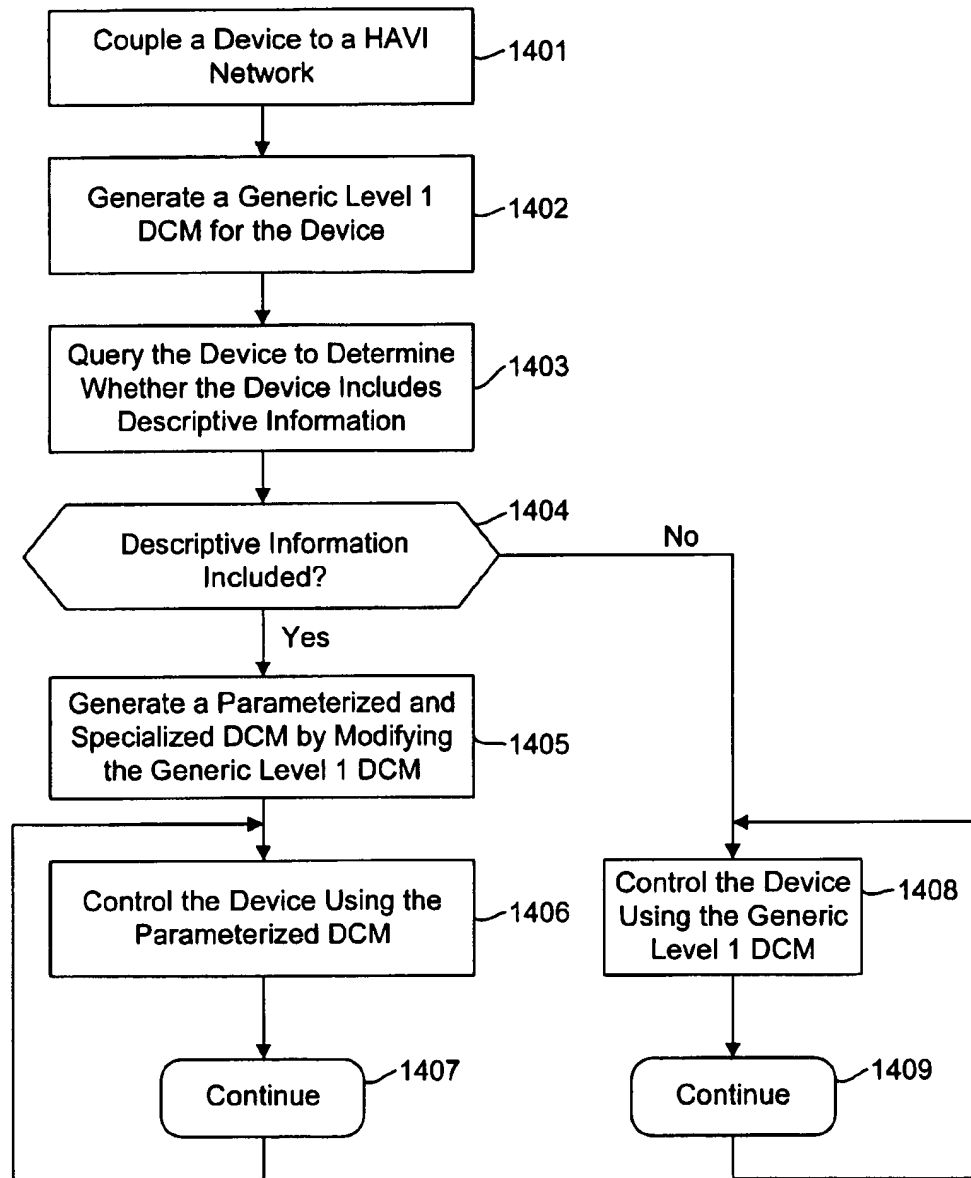 Couple a Device to a HAVI
Network
1401
Generate a Generic Level 1
DCM for the Device
1402
Query the Device to Determine
Whether the Device Includes
Descriptive Information
1403
1404
Descriptive Information
Included?
No
Yes
Generate a Parameterized and
Specialized DCM by Modifying
the Generic Level 1 DCM
1405
Control the Device Using the
Parameterized DCM
1406
Control the Device
Using the Generic
Level 1 DCM
1408
Continue
1407
Continue
1409